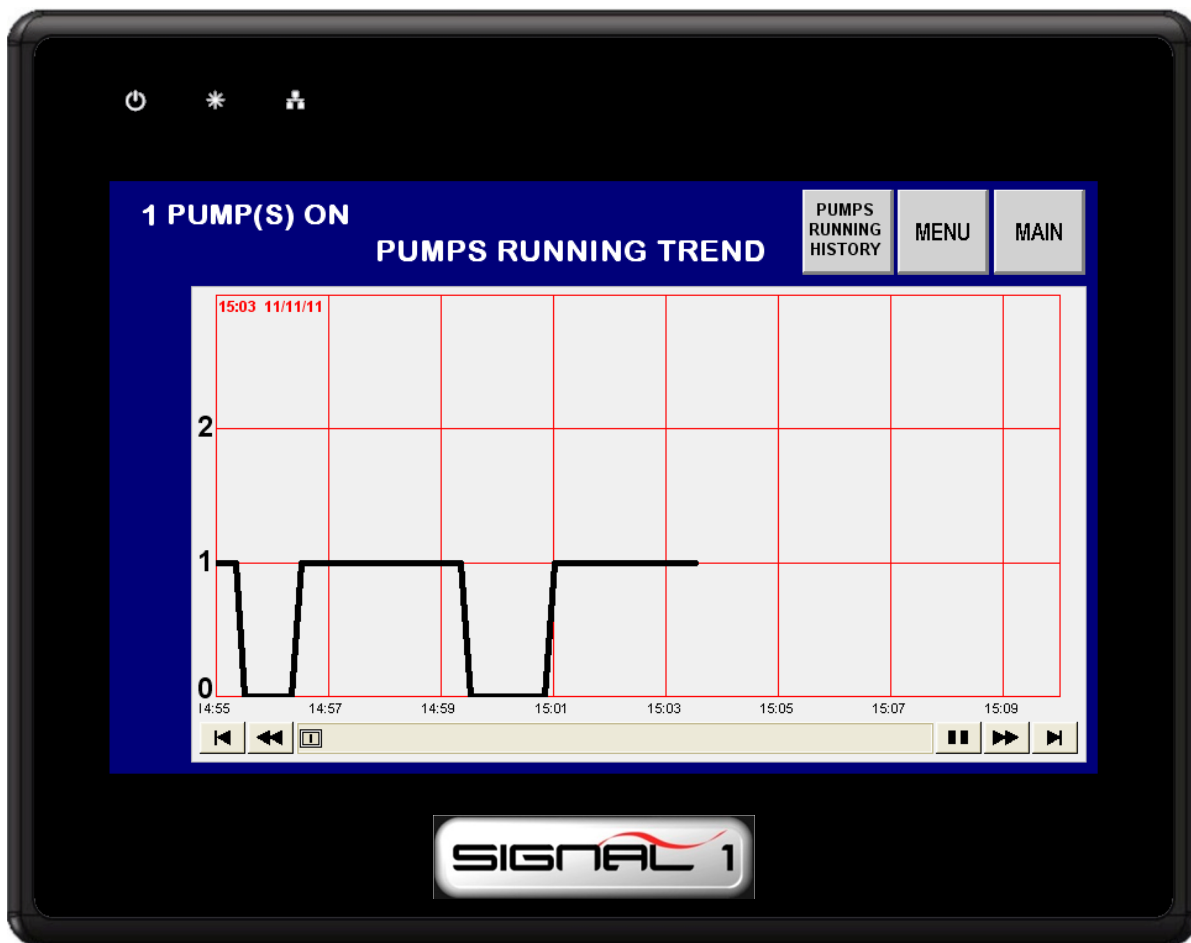 1 PUMP(S) ON
PUMPS RUNNING TREND
PUMPS
RUNNING
HISTORY
MENU
MAIN
15:03 11/11/11
2
1
0
14:55 14:57 14:59 15:01 15:03 15:05 15:07 15:09
SIGNAL 1